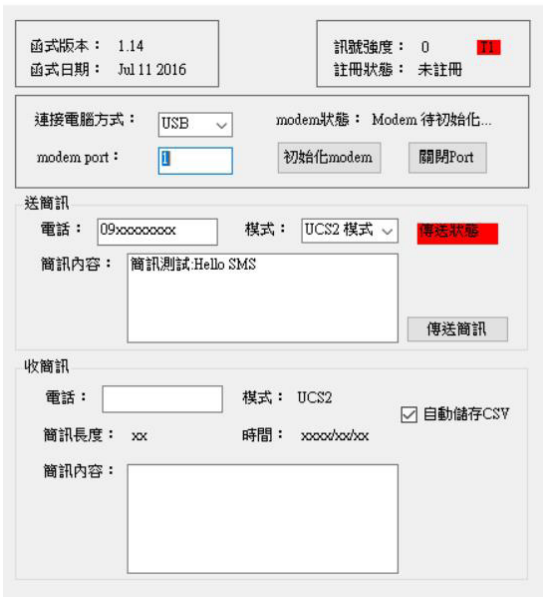 函式版本： 1.14
函式日期： Jul 11 2016
訊號強度： 0 T1
註冊狀態： 未註冊
連接電腦方式： USB
modem狀態： Modem 待初始化...
modem port： 1
初始化modem
關閉Port
送簡訊
電話： 09xxxxxxxx 模式： UCS2 模式 傳送狀態
簡訊內容： 簡訊測試:Hello SMS
傳送簡訊
收簡訊
電話： 模式： UCS2
自動儲存CSV
簡訊長度： xx 時間： xxxx/xx/xx
簡訊內容：